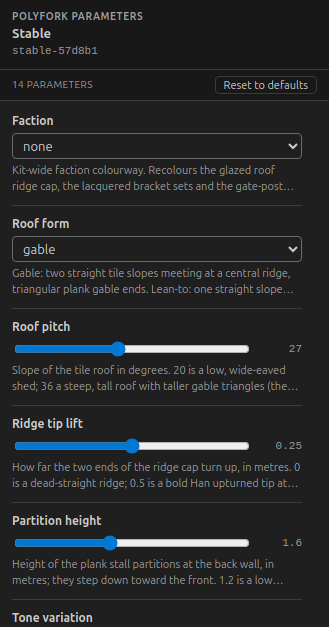 POLYFORK PARAMETERS
Stable
stable-57d8b1
14 PARAMETERS
Reset to defaults
Faction
none
Kit-wide faction colourway. Recolours the glazed roof
ridge cap, the lacquered bracket sets and the gate-post…
Roof form
gable
Gable: two straight tile slopes meeting at a central ridge,
triangular plank gable ends. Lean-to: one straight slope…
Roof pitch
27
Slope of the tile roof in degrees. 20 is a low, wide-eaved
shed; 36 a steep, tall roof with taller gable triangles (the…
Ridge tip lift
0.25
How far the two ends of the ridge cap turn up, in metres. 0
is a dead-straight ridge; 0.5 is a bold Han upturned tip at…
Partition height
1.6
Height of the plank stall partitions at the back wall, in
metres; they step down toward the front. 1.2 is a low…
Tone variation